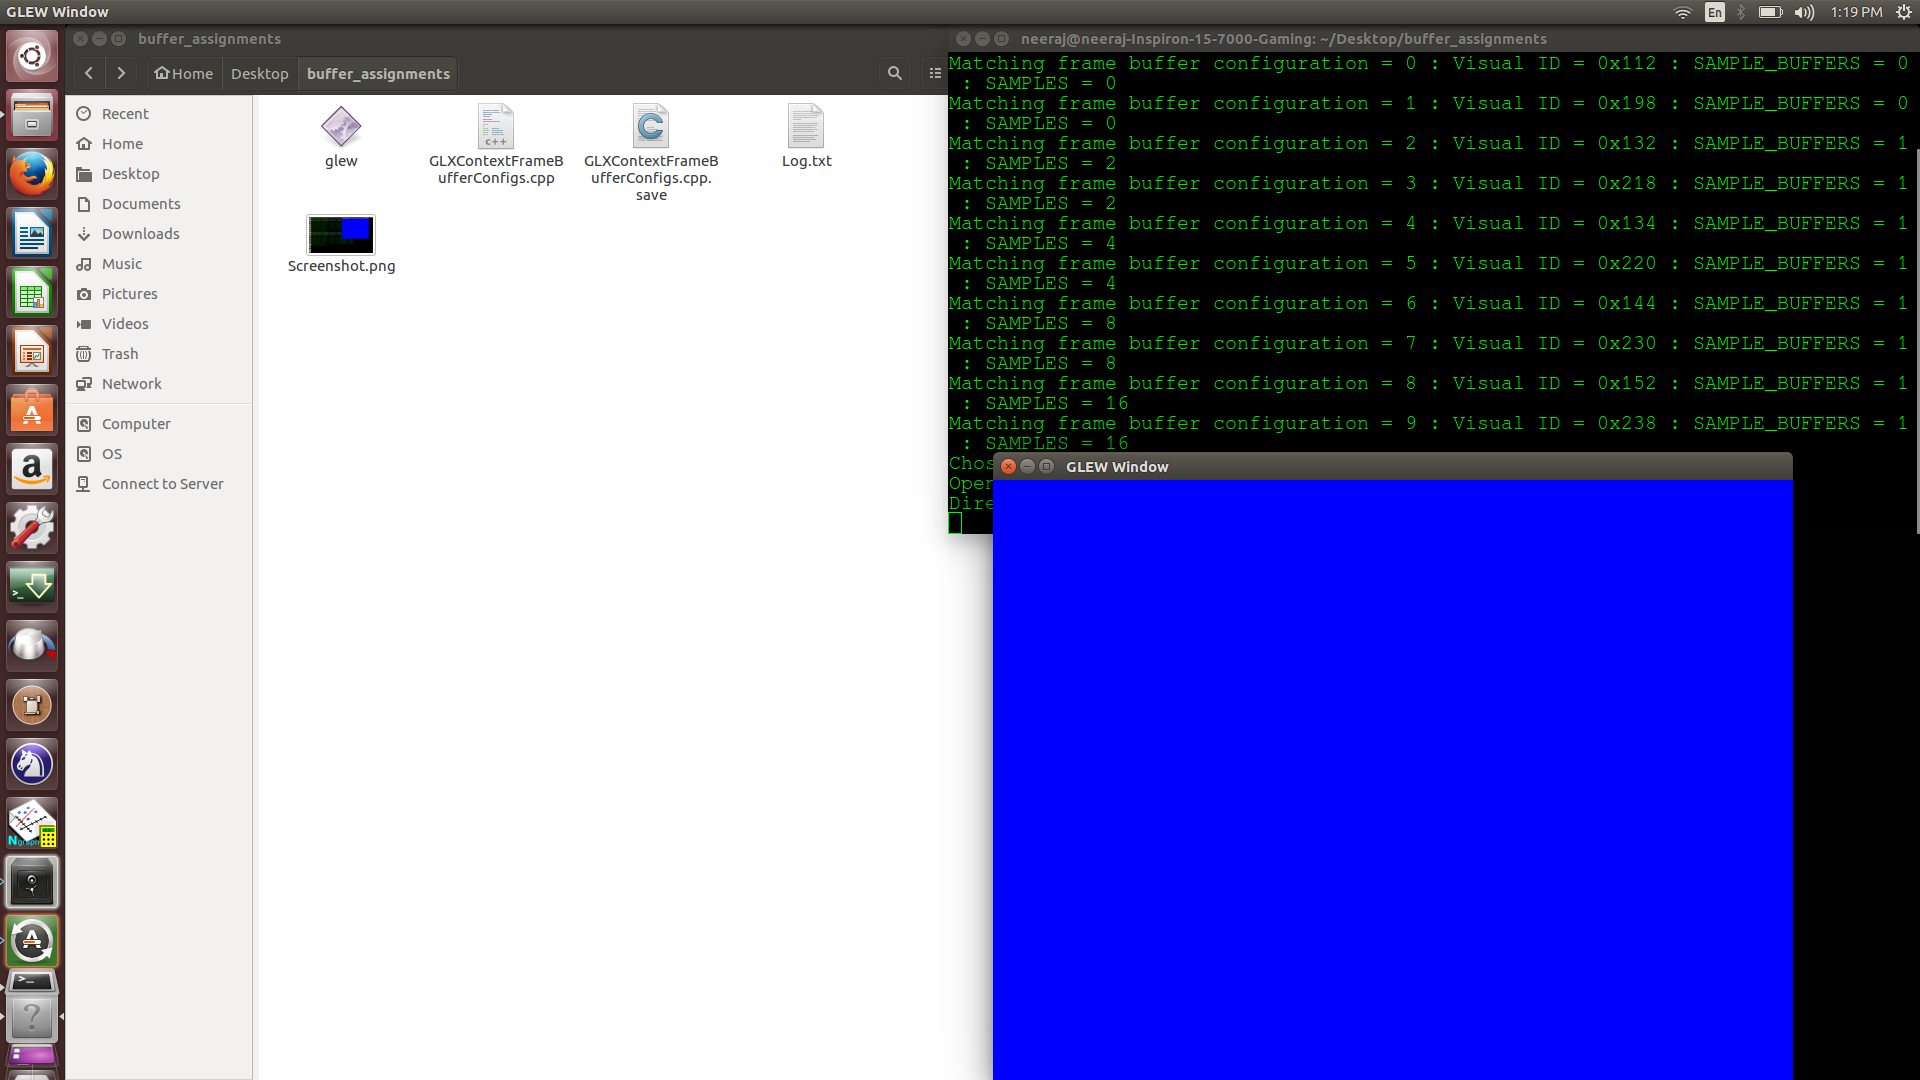 GLEW Window
En
1:19 PM
buffer_assignments
Home
Desktop
buffer_assignments
Recent
Home
Desktop
Documents
Downloads
Music
Pictures
Videos
Trash
Network
Computer
OS
Connect to Server
glew
GLXContextFrameB
ufferConfigs.cpp
GLXContextFrameB
ufferConfigs.cpp.
save
Log.txt
Screenshot.png
neeraj@neeraj-Inspiron-15-7000-Gaming: ~/Desktop/buffer_assignments
Matching frame buffer configuration = 0 : Visual ID = 0x112 : SAMPLE_BUFFERS = 0
: SAMPLES = 0
Matching frame buffer configuration = 1 : Visual ID = 0x198 : SAMPLE_BUFFERS = 0
: SAMPLES = 0
Matching frame buffer configuration = 2 : Visual ID = 0x132 : SAMPLE_BUFFERS = 1
: SAMPLES = 2
Matching frame buffer configuration = 3 : Visual ID = 0x218 : SAMPLE_BUFFERS = 1
: SAMPLES = 2
Matching frame buffer configuration = 4 : Visual ID = 0x134 : SAMPLE_BUFFERS = 1
: SAMPLES = 4
Matching frame buffer configuration = 5 : Visual ID = 0x220 : SAMPLE_BUFFERS = 1
: SAMPLES = 4
Matching frame buffer configuration = 6 : Visual ID = 0x144 : SAMPLE_BUFFERS = 1
: SAMPLES = 8
Matching frame buffer configuration = 7 : Visual ID = 0x230 : SAMPLE_BUFFERS = 1
: SAMPLES = 8
Matching frame buffer configuration = 8 : Visual ID = 0x152 : SAMPLE_BUFFERS = 1
: SAMPLES = 16
Matching frame buffer configuration = 9 : Visual ID = 0x238 : SAMPLE_BUFFERS = 1
: SAMPLES = 16
GLEW Window